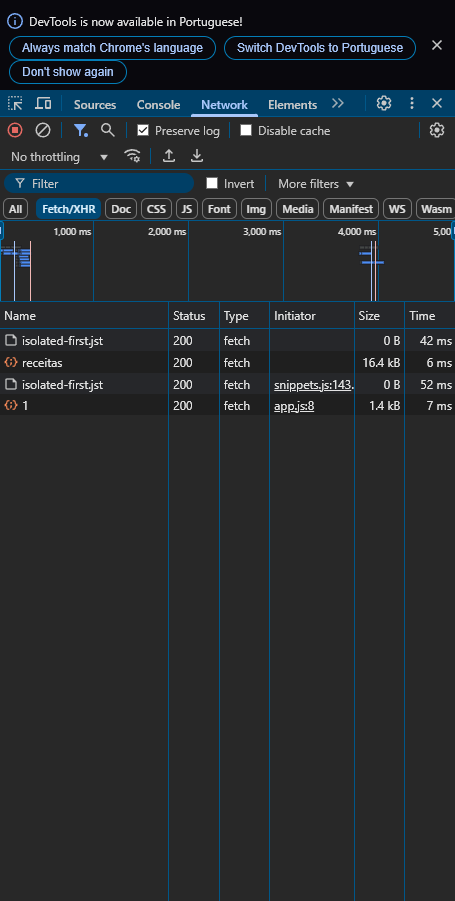 DevTools is now available in Portuguese!
Always match Chrome's language Switch DevTools to Portuguese
Don't show again
Sources Console Network Elements
Preserve log Disable cache
No throttling
Filter Invert More filters
All Fetch/XHR Doc CSS JS Font Img Media Manifest WS Wasm
1,000 ms 2,000 ms 3,000 ms 4,000 ms 5,00
Name Status Type Initiator Size Time
isolated-first.jst 200 fetch 0 B 42 ms
receitas 200 fetch 16.4 kB 6 ms
isolated-first.jst 200 fetch snippets.js:143. 0 B 52 ms
1 200 fetch app.js:8 1.4 kB 7 ms